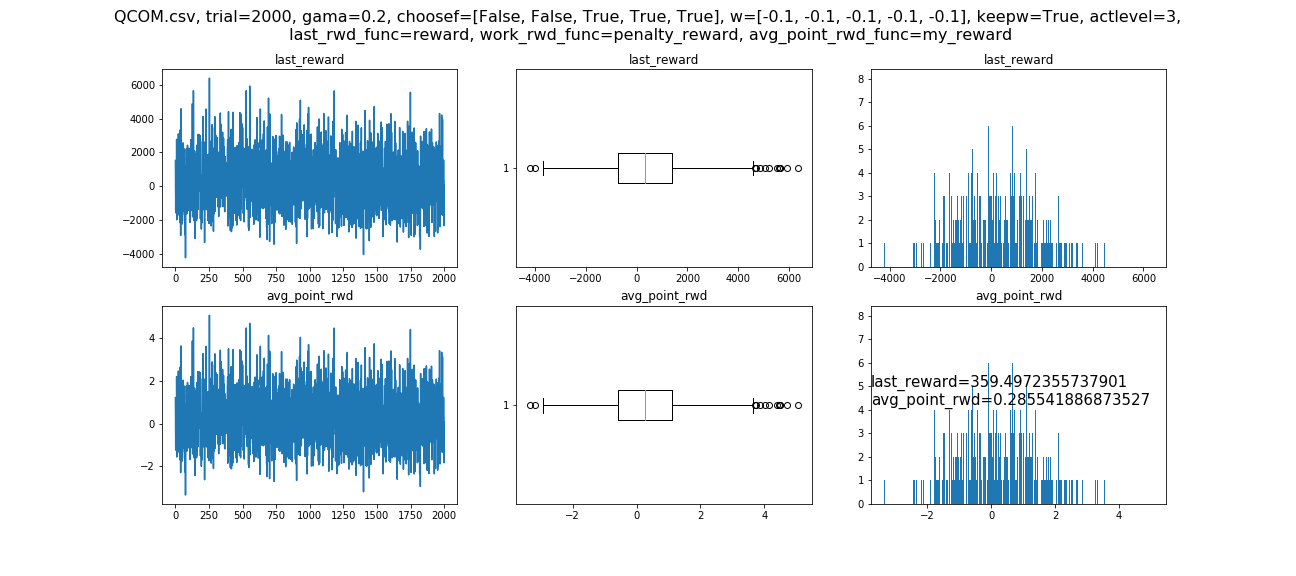 QCOM.csv, trial=2000, gama=0.2, choosef=[False, False, True, True, True], w=[-0.1, -0.1, -0.1, -0.1, -0.1], keepw=True, actlevel=3,
last_rwd_func=reward, work_rwd_func=penalty_reward, avg_point_rwd_func=my_reward
last_reward
6000
4000
2000
0
−2000
−4000
0 250 500 750 1000 1250 1500 1750 2000
last_reward
1
−4000 −2000 0 2000 4000 6000
last_reward
8
7
6
5
4
3
2
1
0
−4000 −2000 0 2000 4000 6000
avg_point_rwd
4
2
0
−2
0 250 500 750 1000 1250 1500 1750 2000
avg_point_rwd
1
−2 0 2 4
avg_point_rwd
8
7
6
5
4
3
2
1
0
−2 0 2 4
last_reward=359.4972355737901
avg_point_rwd=0.285541886873527